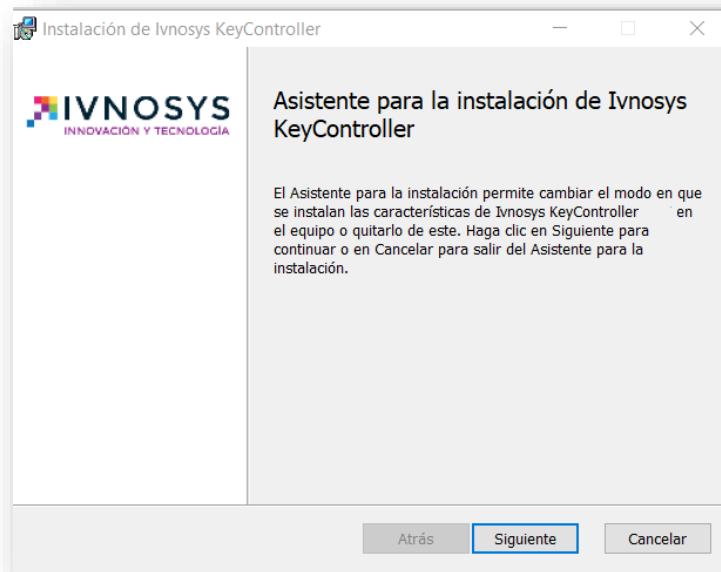 Instalación de Ivnosys KeyController
IVNOSYS
INNOVACIÓN Y TECNOLOGÍA
Asistente para la instalación de Ivnosys
KeyController
El Asistente para la instalación permite cambiar el modo en que
se instalan las características de Ivnosys KeyController en
el equipo o quitarlo de este. Haga clic en Siguiente para
continuar o en Cancelar para salir del Asistente para la
instalación.
Atrás
Siguiente
Cancelar